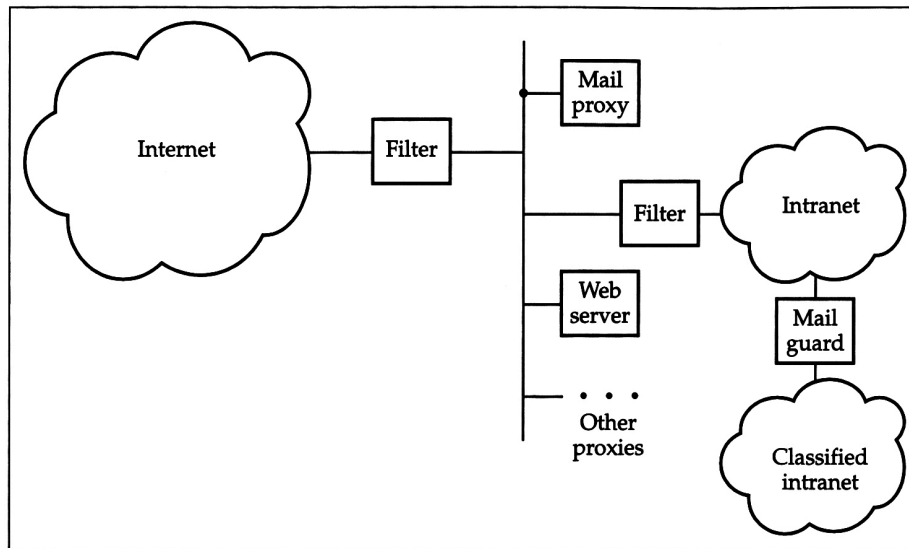 Internet
Filter
Mail
proxy
Filter
Intranet
Web
server
Mail
guard
Other
proxies
Classified
intranet